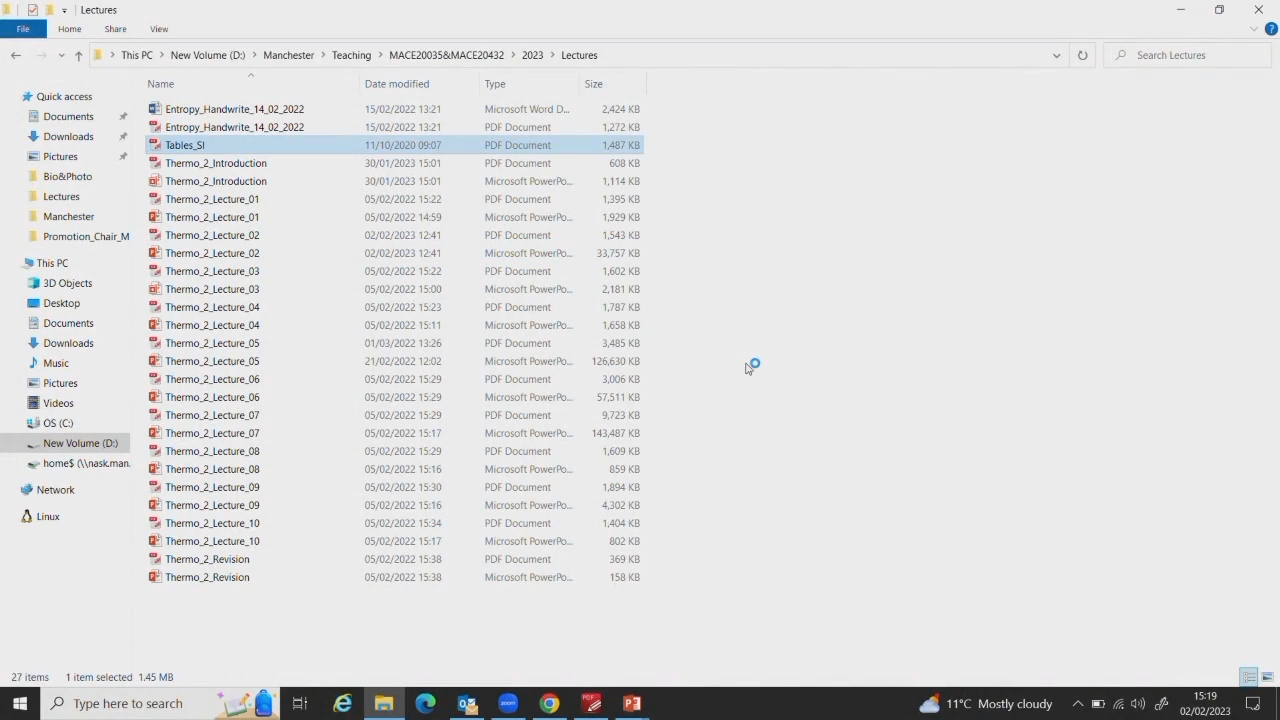 Lectures
File Home Share View
This PC New Volume (D:) Manchester Teaching MACE20035&MACE20432 2023 Lectures Search Lectures
Name Date modified Type Size
Quick access
Documents
Downloads
Pictures
Bio&Photo
Lectures
Manchester
Promotion_Chair_M
This PC
3D Objects
Desktop
Documents
Downloads
Music
Pictures
Videos
OS (C:)
New Volume (D:)
home$ (\\nask.man.
Network
Linux
Entropy_Handwrite_14_02_2022 15/02/2022 13:21 Microsoft Word D... 2,424 KB
Entropy_Handwrite_14_02_2022 15/02/2022 13:21 PDF Document 1,272 KB
Tables_SI 11/10/2020 09:07 PDF Document 1,487 KB
Thermo_2_Introduction 30/01/2023 15:01 PDF Document 608 KB
Thermo_2_Introduction 30/01/2023 15:01 Microsoft PowerPo... 1,114 KB
Thermo_2_Lecture_01 05/02/2022 15:22 PDF Document 1,395 KB
Thermo_2_Lecture_01 05/02/2022 14:59 Microsoft PowerPo... 1,929 KB
Thermo_2_Lecture_02 02/02/2023 12:41 PDF Document 1,543 KB
Thermo_2_Lecture_02 02/02/2023 12:41 Microsoft PowerPo... 33,757 KB
Thermo_2_Lecture_03 05/02/2022 15:22 PDF Document 1,602 KB
Thermo_2_Lecture_03 05/02/2022 15:00 Microsoft PowerPo... 2,181 KB
Thermo_2_Lecture_04 05/02/2022 15:23 PDF Document 1,787 KB
Thermo_2_Lecture_04 05/02/2022 15:11 Microsoft PowerPo... 1,658 KB
Thermo_2_Lecture_05 01/03/2022 13:26 PDF Document 3,485 KB
Thermo_2_Lecture_05 21/02/2022 12:02 Microsoft PowerPo... 126,630 KB
Thermo_2_Lecture_06 05/02/2022 15:29 PDF Document 3,006 KB
Thermo_2_Lecture_06 05/02/2022 15:29 Microsoft PowerPo... 57,511 KB
Thermo_2_Lecture_07 05/02/2022 15:29 PDF Document 9,723 KB
Thermo_2_Lecture_07 05/02/2022 15:17 Microsoft PowerPo... 143,487 KB
Thermo_2_Lecture_08 05/02/2022 15:29 PDF Document 1,609 KB
Thermo_2_Lecture_08 05/02/2022 15:16 Microsoft PowerPo... 859 KB
Thermo_2_Lecture_09 05/02/2022 15:30 PDF Document 1,894 KB
Thermo_2_Lecture_09 05/02/2022 15:16 Microsoft PowerPo... 4,302 KB
Thermo_2_Lecture_10 05/02/2022 15:34 PDF Document 1,404 KB
Thermo_2_Lecture_10 05/02/2022 15:17 Microsoft PowerPo... 802 KB
Thermo_2_Revision 05/02/2022 15:38 PDF Document 369 KB
Thermo_2_Revision 05/02/2022 15:38 Microsoft PowerPo... 158 KB
27 items 1 item selected 1.45 MB
Type here to search zoom PDF 11°C Mostly cloudy 15:19
02/02/2023